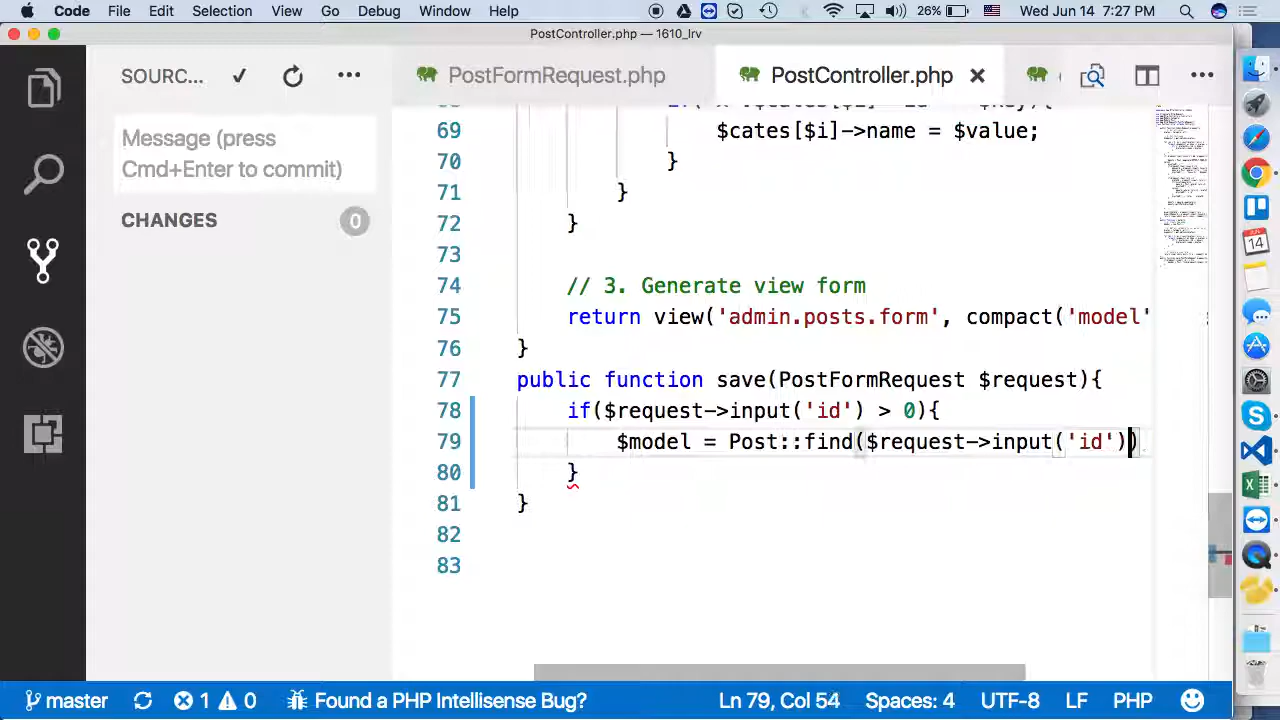 Code File Edit Selection View Go Debug Window Help 26% Wed Jun 14 7:27 PM
PostController.php — 1610_lrv
SOURC...
PostFormRequest.php
PostController.php
Message (press
Cmd+Enter to commit)
CHANGES 0
69 $cates[$i]->name = $value;
70 }
71 }
72 }
73
74 // 3. Generate view form
75 return view('admin.posts.form', compact('model'
76 }
77 public function save(PostFormRequest $request){
78 if($request->input('id') > 0){
79 $model = Post::find($request->input('id'))
80 }
81 }
82
83
master 1 0 Found a PHP Intellisense Bug? Ln 79, Col 54 Spaces: 4 UTF-8 LF PHP